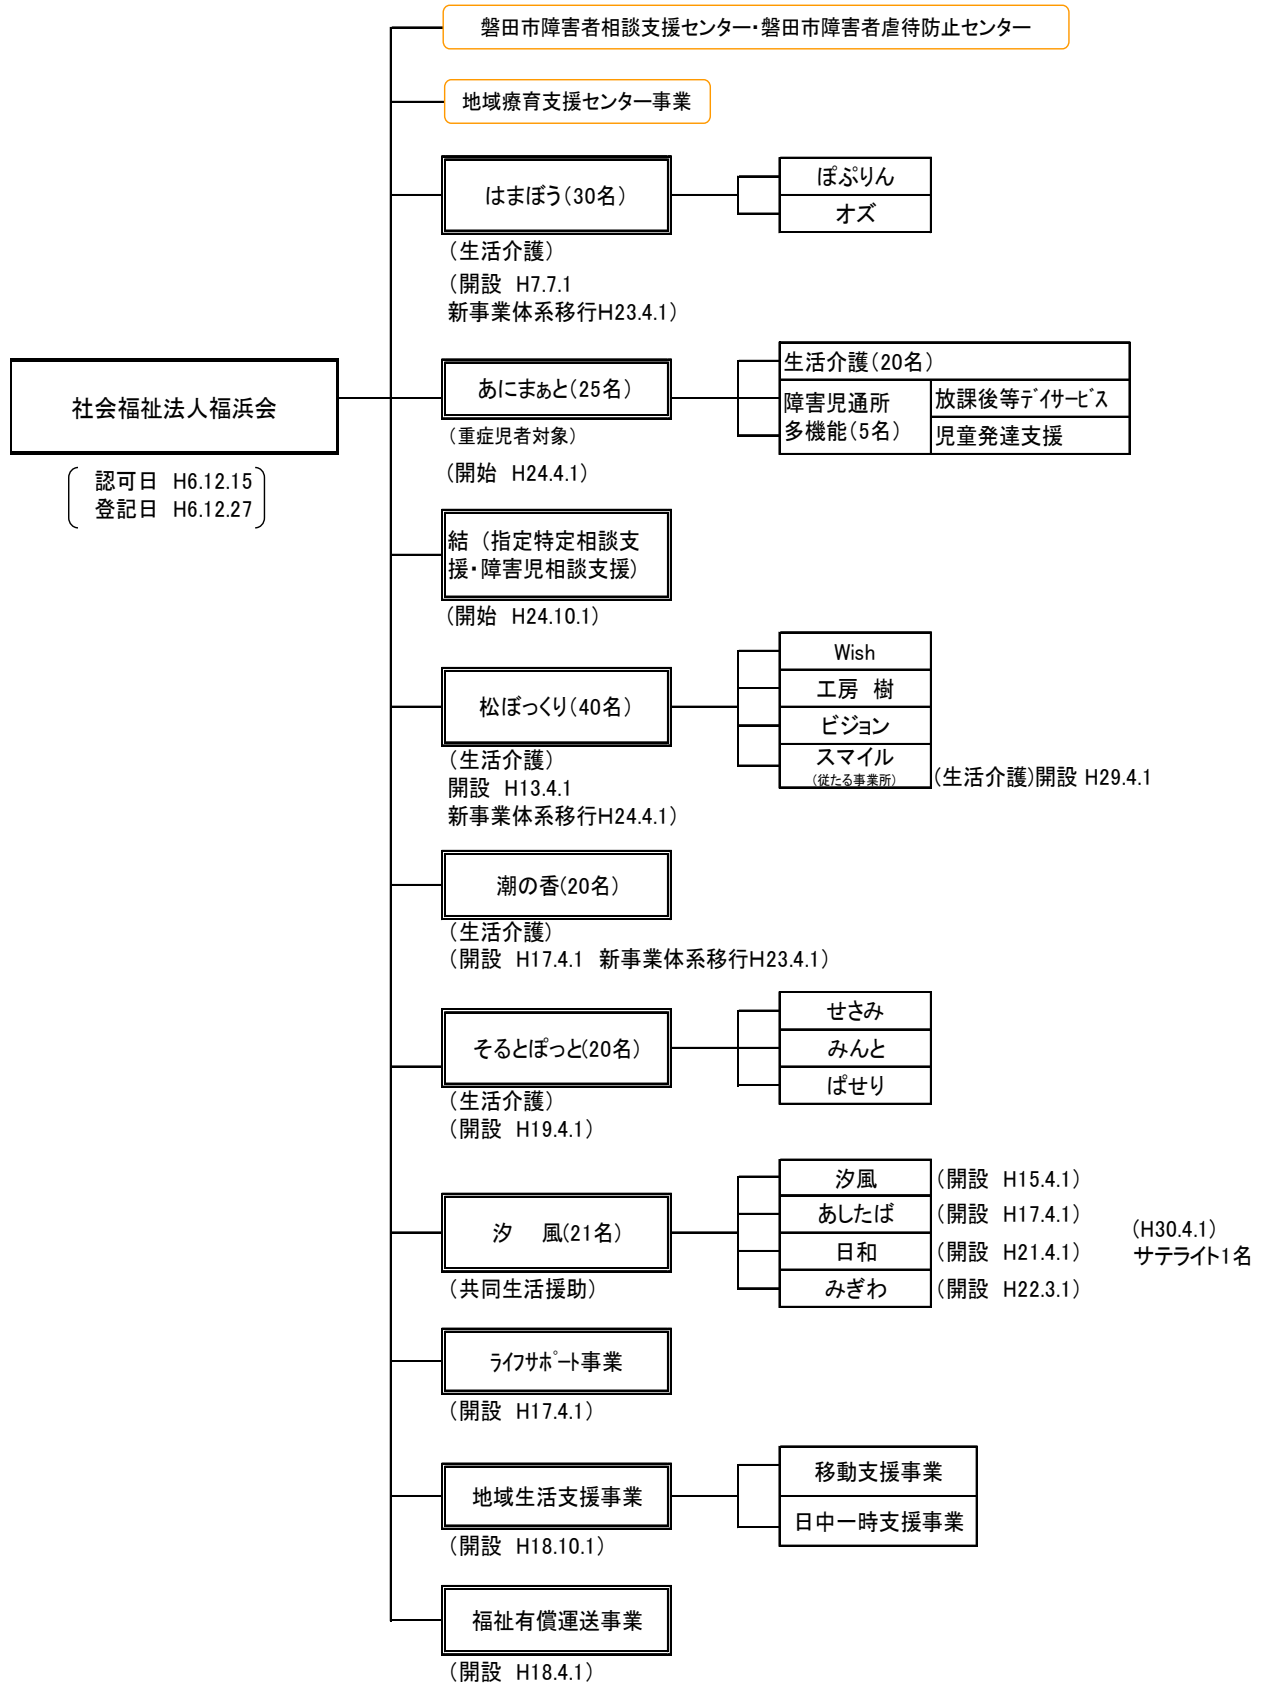 磐田市障害者相談支援センター・磐田市障害者虐待防止センター
地域療育支援センター事業
はまぼう(30名)
ぽぷりん
オズ
(生活介護)
(開設 H7.7.1
新事業体系移行H23.4.1)
社会福祉法人福浜会
認可日 H6.12.15
登記日 H6.12.27
あにまぁと(25名)
生活介護(20名)
障害児通所
多機能(5名)
放課後等デイサービス
児童発達支援
(重症児者対象)
(開始 H24.4.1)
結 (指定特定相談支
援・障害児相談支援)
(開始 H24.10.1)
松ぼっくり(40名)
Wish
工房 樹
ビジョン
スマイル
(従たる事業所)
(生活介護)開設 H29.4.1
(生活介護)
開設 H13.4.1
新事業体系移行H24.4.1)
潮の香(20名)
(生活介護)
(開設 H17.4.1 新事業体系移行H23.4.1)
そるとぽっと(20名)
せさみ
みんと
ぱせり
(生活介護)
(開設 H19.4.1)
汐 風(21名)
汐風 (開設 H15.4.1)
あしたば (開設 H17.4.1)
日和 (開設 H21.4.1)
みぎわ (開設 H22.3.1)
(H30.4.1)
サテライト1名
(共同生活援助)
ライフサポート事業
(開設 H17.4.1)
地域生活支援事業
移動支援事業
日中一時支援事業
(開設 H18.10.1)
福祉有償運送事業
(開設 H18.4.1)